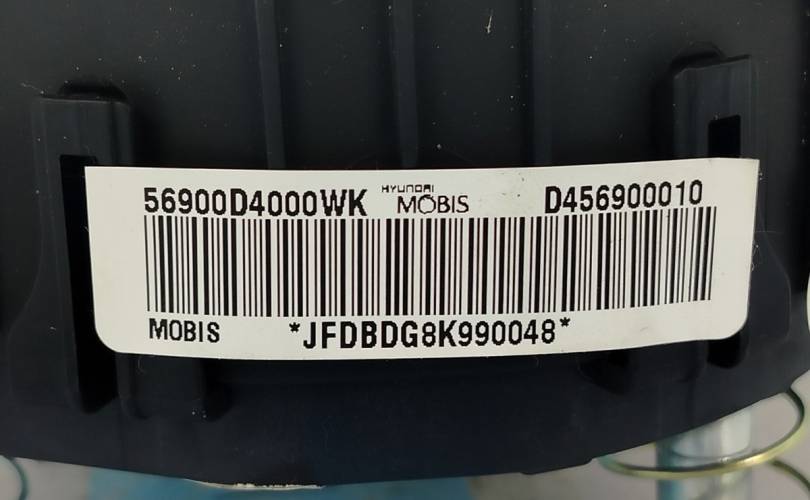 56900D4000WK HYUNDAI MOBIS D456900010
MOBIS *JFDBDG8K990048*